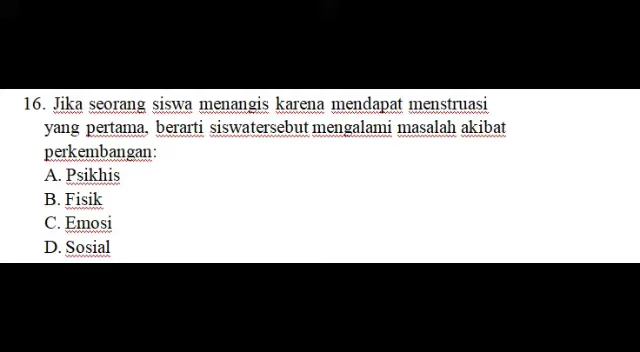 16. Jika seorang siswa menangis karena mendapat menstruasi
yang pertama, berarti siswatersebut mengalami masalah akibat
perkembangan:
A. Psikhis
B. Fisik
C. Emosi
D. Sosial